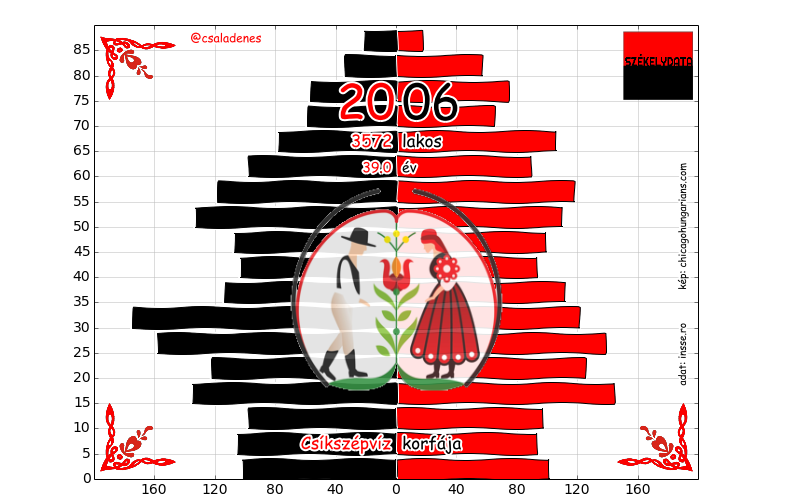 @csaladenes
SZÉKELYDATA
2006
3572 lakos
39.0 év
kép: chicagohungarians.com
adat: insse.ro
Csíkszépvíz korfája
85
80
75
70
65
60
55
50
45
40
35
30
25
20
15
10
5
0
160 120 80 40 0 40 80 120 160